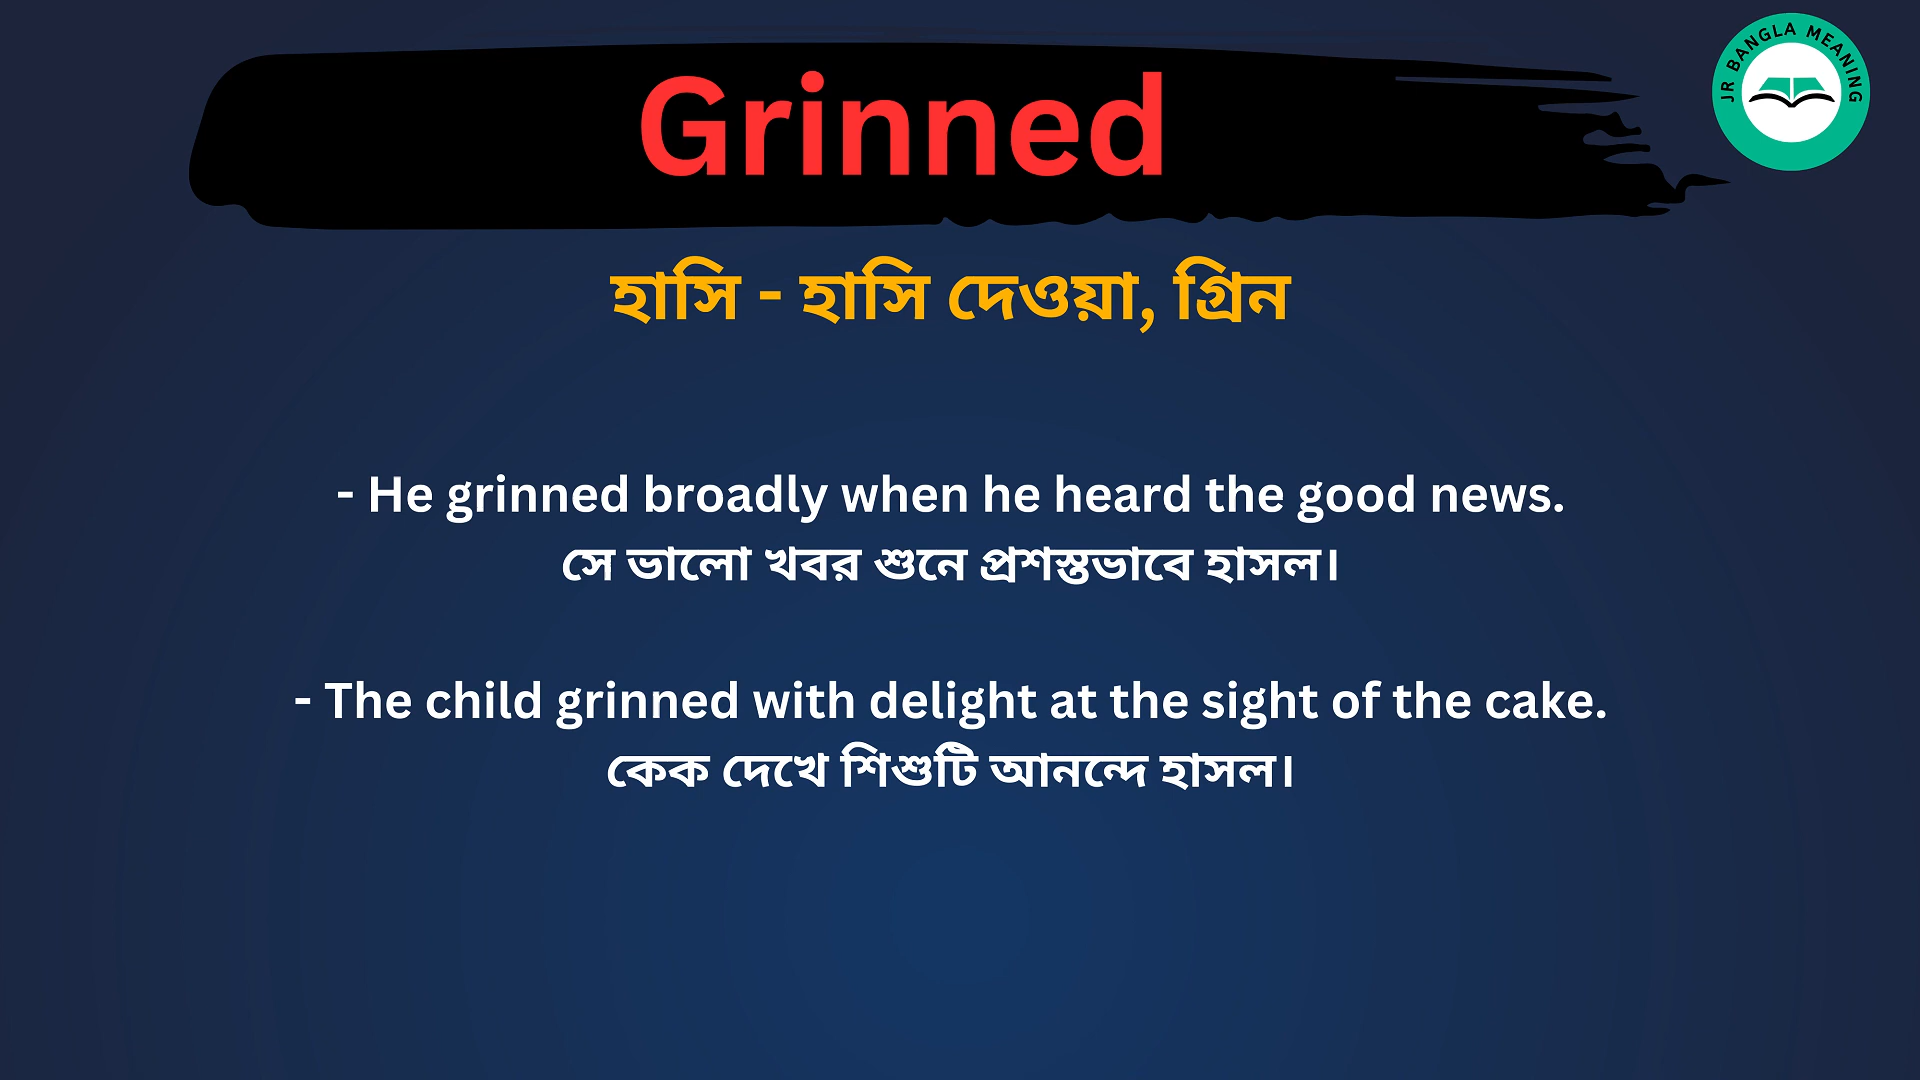 Grinned
JR BANGLA MEANING
হাসি - হাসি দেওয়া, গ্রিন
- He grinned broadly when he heard the good news.
সে ভালো খবর শুনে প্রশস্তভাবে হাসল।
- The child grinned with delight at the sight of the cake.
কেক দেখে শিশুটি আনন্দে হাসল।